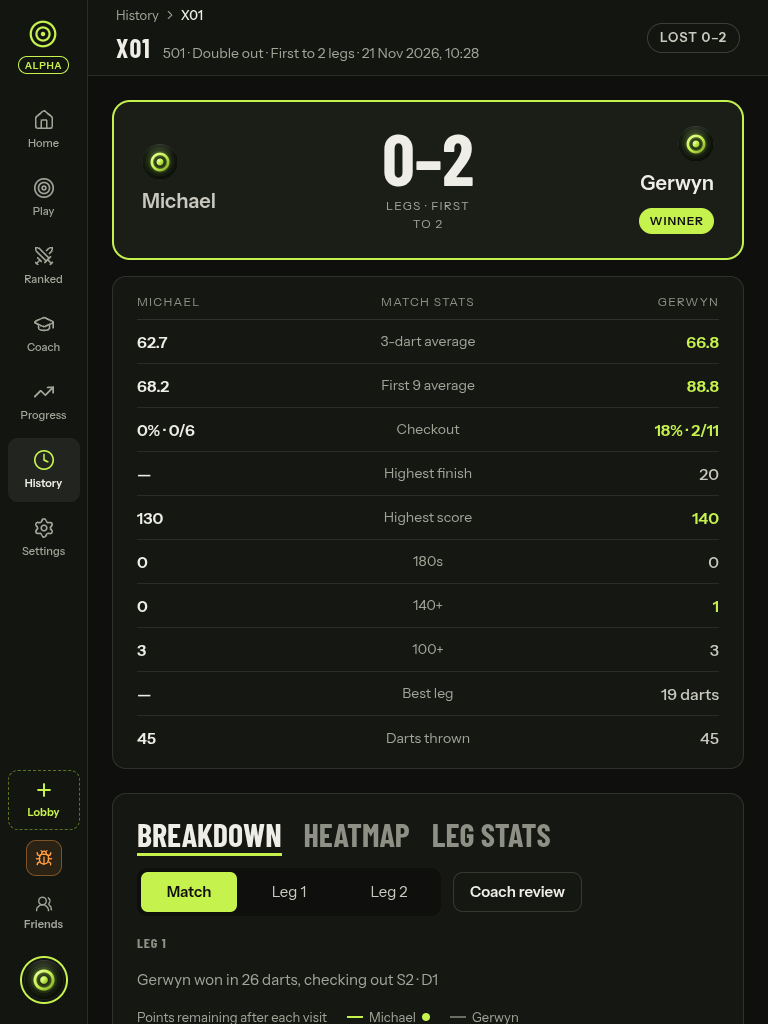 ALPHA
Home
Play
Ranked
Coach
Progress
History
Settings
Lobby
Friends
History > X01
X01 501 · Double out · First to 2 legs · 21 Nov 2026, 10:28
LOST 0–2
Michael
0–2
LEGS · FIRST
TO 2
Gerwyn
WINNER
MICHAEL MATCH STATS GERWYN
62.7 3-dart average 66.8
68.2 First 9 average 88.8
0% · 0/6 Checkout 18% · 2/11
— Highest finish 20
130 Highest score 140
0 180s 0
0 140+ 1
3 100+ 3
— Best leg 19 darts
45 Darts thrown 45
BREAKDOWN HEATMAP LEG STATS
Match Leg 1 Leg 2 Coach review
LEG 1
Gerwyn won in 26 darts, checking out S2 · D1
Points remaining after each visit Michael Gerwyn